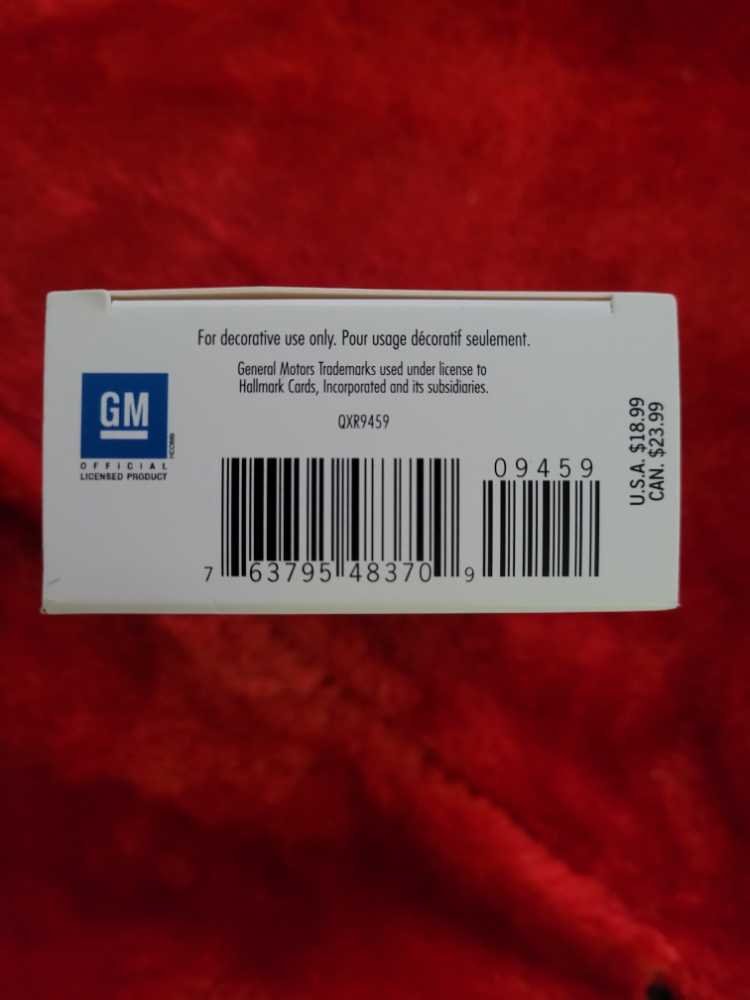 For decorative use only. Pour usage décoratif seulement.
General Motors Trademarks used under license to
Hallmark Cards, Incorporated and its subsidiaries.
QXR9459
GM
OFFICIAL
LICENSED PRODUCT
7 63795 48370 9
09459
U.S.A. $18.99
CAN. $23.99